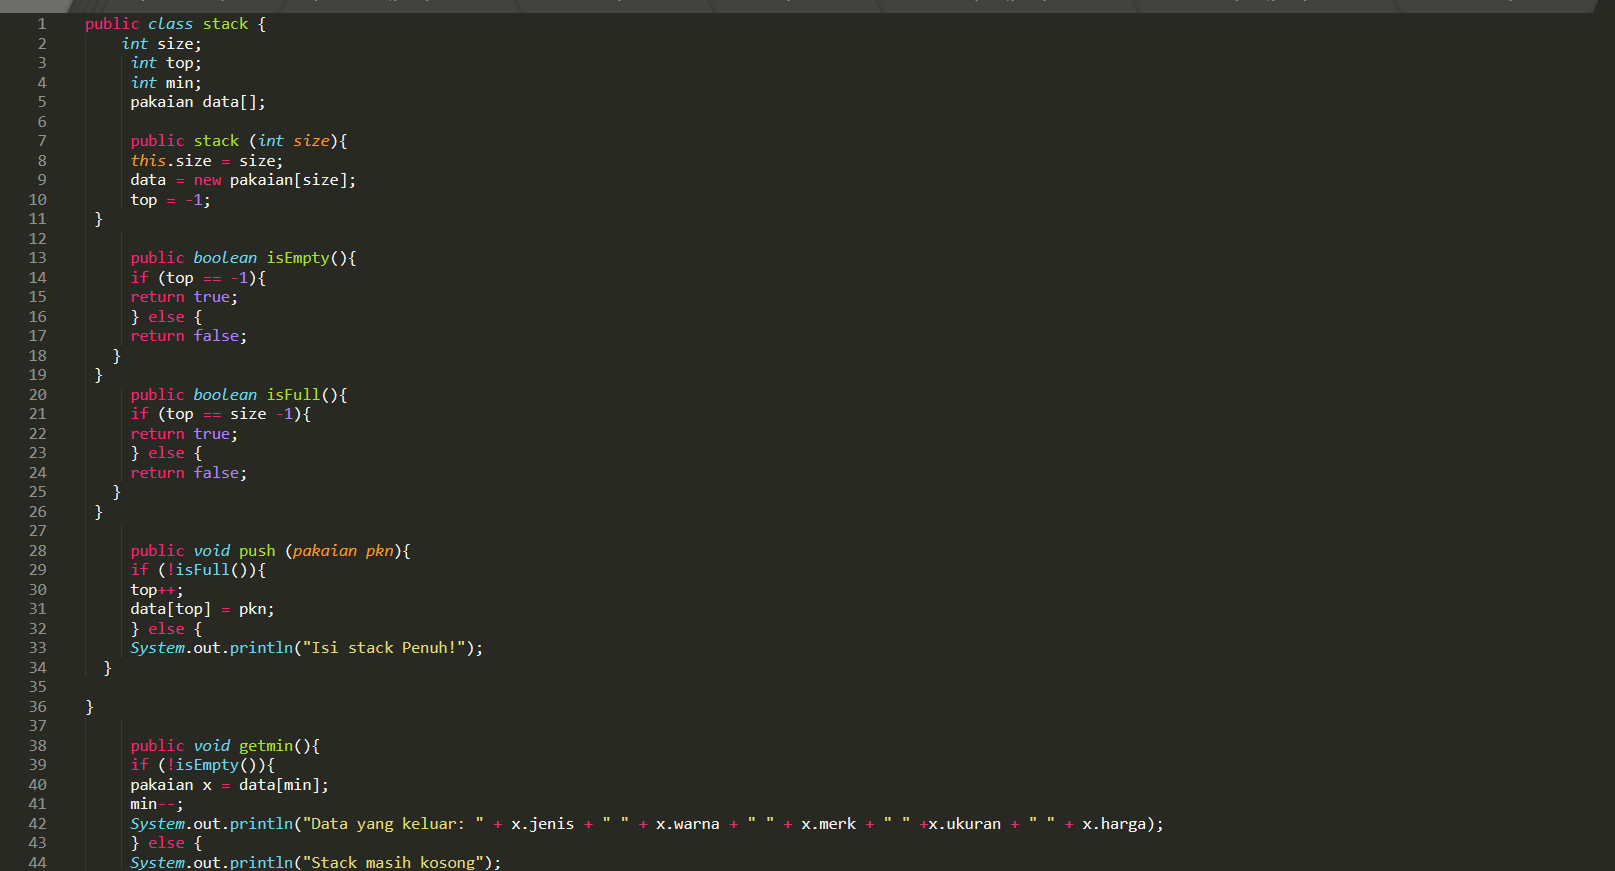 1 public class stack {
2 int size;
3 int top;
4 int min;
5 pakaian data[];
6
7 public stack (int size){
8 this.size = size;
9 data = new pakaian[size];
10 top = -1;
11 }
12
13 public boolean isEmpty(){
14 if (top == -1){
15 return true;
16 } else {
17 return false;
18 }
19 }
20 public boolean isFull(){
21 if (top == size -1){
22 return true;
23 } else {
24 return false;
25 }
26 }
27
28 public void push (pakaian pkn){
29 if (!isFull()){
30 top++;
31 data[top] = pkn;
32 } else {
33 System.out.println("Isi stack Penuh!");
34 }
35
36 }
37
38 public void getmin(){
39 if (!isEmpty()){
40 pakaian x = data[min];
41 min--;
42 System.out.println("Data yang keluar: " + x.jenis + " " + x.warna + " " + x.merk + " " +x.ukuran + " " + x.harga);
43 } else {
44 System.out.println("Stack masih kosong");